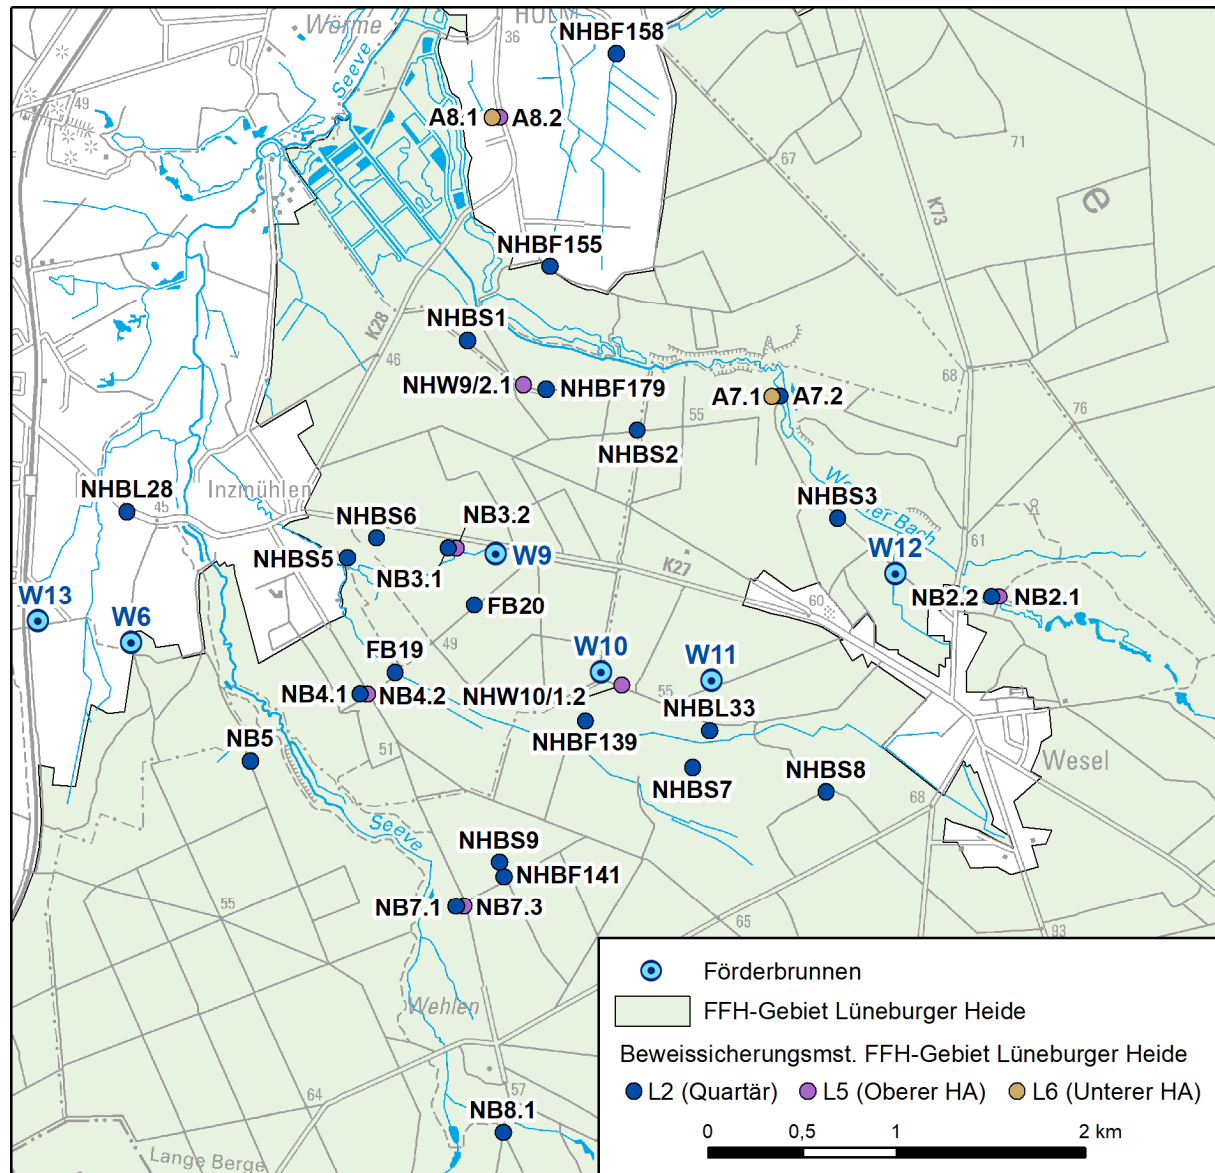 Wörme
HOLM
36
NHBF158
Seeve
49
A8.1
A8.2
67
71
e
K73
9
NHBF155
K28
NHBS1
46
NHW9/2.1
NHBF179
A7.1
A7.2
68
76
55
NHBS2
NHBL28
45
Inzmühlen
NHBS6
NB3.2
NHBS3
Weseler Bach
61
NHBS5
NB3.1
W9
K27
W12
W13
W6
FB20
60
NB2.2
NB2.1
49
FB19
W10
W11
NB4.1
NB4.2
NHW10/1.2
55
NHBL33
NHBF139
NB5
51
NHBS7
NHBS8
Wesel
68
Seeve
NHBS9
NHBF141
55
NB7.1
NB7.3
65
93
Wehlen
64
57
NB8.1
Lange Berge
Förderbrunnen
FFH-Gebiet Lüneburger Heide
Beweissicherungsmst. FFH-Gebiet Lüneburger Heide
L2 (Quartär) L5 (Oberer HA) L6 (Unterer HA)
0 0,5 1 2 km